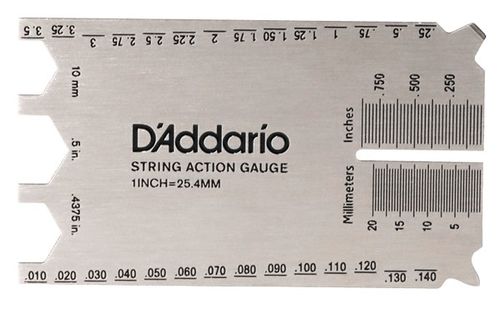 3.5 3.25 3 2.75 2.5 2.25 2 1.75 1.50 1.25 1 .75 .5 .25
10 mm
.5 in.
.4375 in.
D'Addario
STRING ACTION GAUGE
1INCH=25.4MM
.750 .500 .250
Inches
Millimeters
20 15 10 5
.010 .020 .030 .040 .050 .060 .070 .080 .090 .100 .110 .120 .130 .140